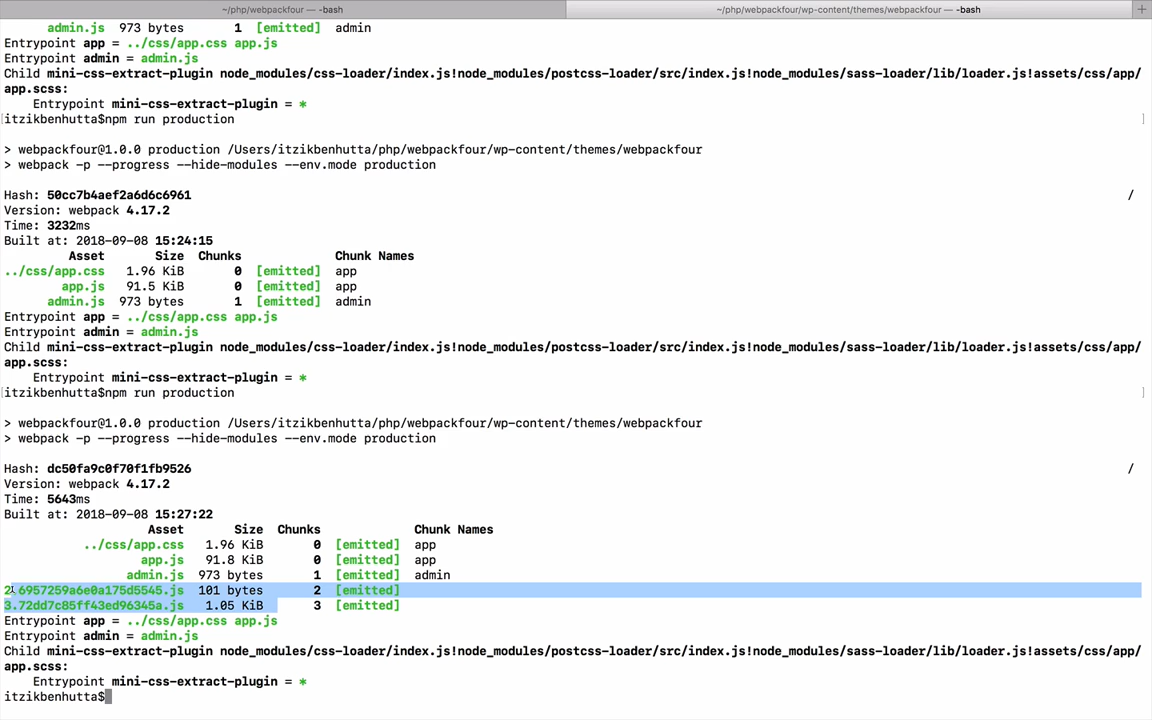 ~/php/webpackfour — -bash
~/php/webpackfour/wp-content/themes/webpackfour — -bash
admin.js 973 bytes 1 [emitted] admin
Entrypoint app = ../css/app.css app.js
Entrypoint admin = admin.js
Child mini-css-extract-plugin node_modules/css-loader/index.js!node_modules/postcss-loader/src/index.js!node_modules/sass-loader/lib/loader.js!assets/css/app/
app.scss:
Entrypoint mini-css-extract-plugin = *
[itzikbenhutta$npm run production ]
> webpackfour@1.0.0 production /Users/itzikbenhutta/php/webpackfour/wp-content/themes/webpackfour
> webpack -p --progress --hide-modules --env.mode production
Hash: 50cc7b4aef2a6d6c6961 /
Version: webpack 4.17.2
Time: 3232ms
Built at: 2018-09-08 15:24:15
Asset Size Chunks Chunk Names
../css/app.css 1.96 KiB 0 [emitted] app
app.js 91.5 KiB 0 [emitted] app
admin.js 973 bytes 1 [emitted] admin
Entrypoint app = ../css/app.css app.js
Entrypoint admin = admin.js
Child mini-css-extract-plugin node_modules/css-loader/index.js!node_modules/postcss-loader/src/index.js!node_modules/sass-loader/lib/loader.js!assets/css/app/
app.scss:
Entrypoint mini-css-extract-plugin = *
[itzikbenhutta$npm run production ]
> webpackfour@1.0.0 production /Users/itzikbenhutta/php/webpackfour/wp-content/themes/webpackfour
> webpack -p --progress --hide-modules --env.mode production
Hash: dc50fa9c0f70f1fb9526 /
Version: webpack 4.17.2
Time: 5643ms
Built at: 2018-09-08 15:27:22
Asset Size Chunks Chunk Names
../css/app.css 1.96 KiB 0 [emitted] app
app.js 91.8 KiB 0 [emitted] app
admin.js 973 bytes 1 [emitted] admin
2.6957259a6e0a175d5545.js 101 bytes 2 [emitted]
3.72dd7c85ff43ed96345a.js 1.05 KiB 3 [emitted]
Entrypoint app = ../css/app.css app.js
Entrypoint admin = admin.js
Child mini-css-extract-plugin node_modules/css-loader/index.js!node_modules/postcss-loader/src/index.js!node_modules/sass-loader/lib/loader.js!assets/css/app/
app.scss:
Entrypoint mini-css-extract-plugin = *
itzikbenhutta$